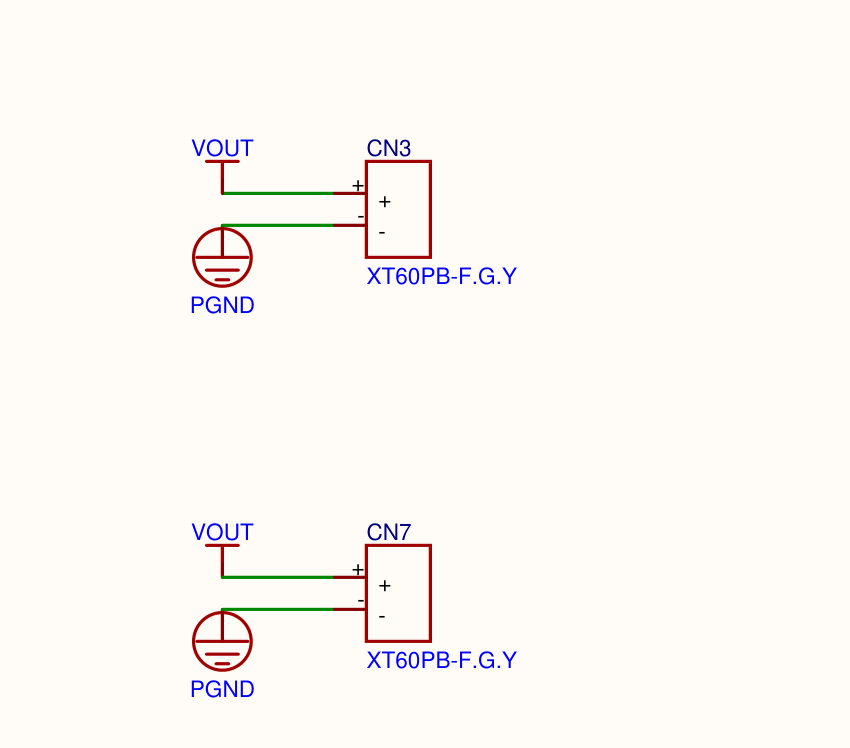 VOUT
CN3
+
+
-
-
XT60PB-F.G.Y
PGND
VOUT
CN7
+
+
-
-
XT60PB-F.G.Y
PGND